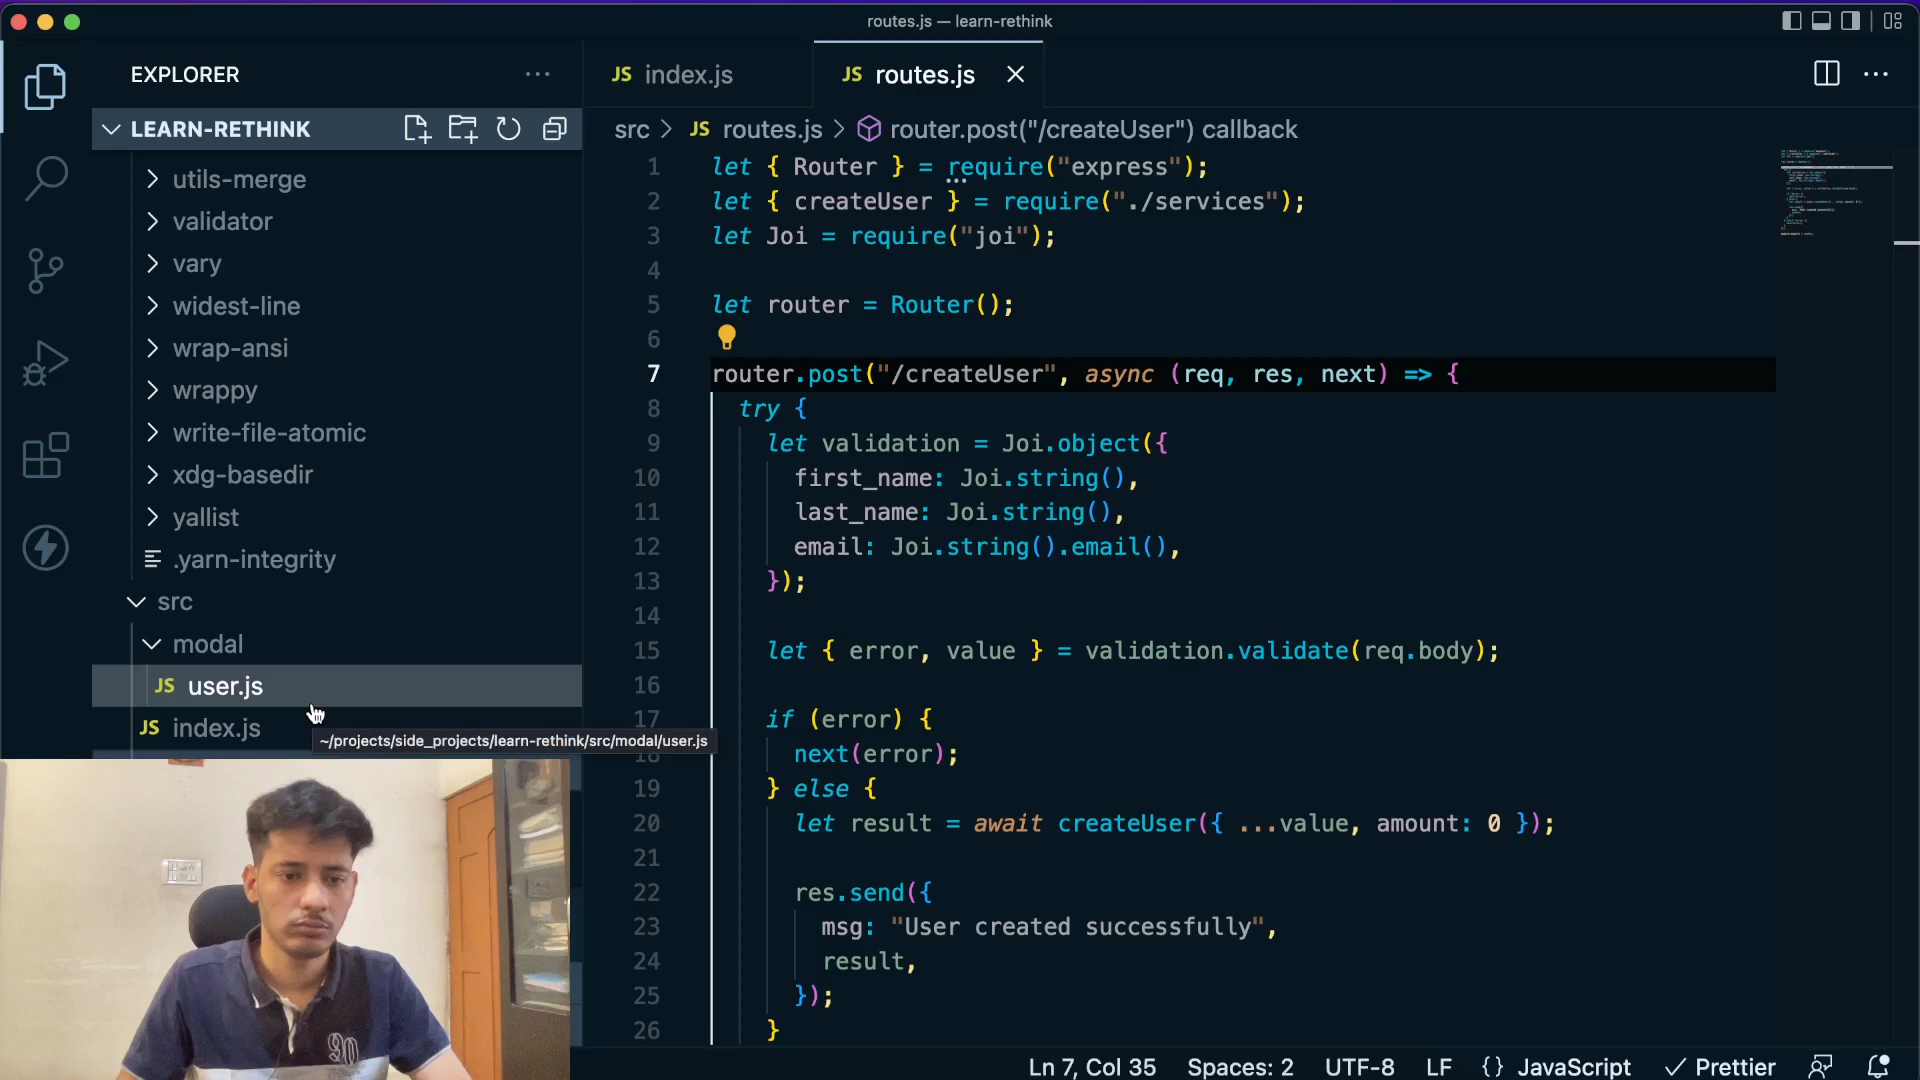 routes.js — learn-rethink
EXPLORER
LEARN-RETHINK
utils-merge
validator
vary
widest-line
wrap-ansi
wrappy
write-file-atomic
xdg-basedir
yallist
.yarn-integrity
src
modal
JS user.js
JS index.js
~/projects/side_projects/learn-rethink/src/modal/user.js
JS index.js
JS routes.js
src > JS routes.js > router.post("/createUser") callback
1 let { Router } = require("express");
2 let { createUser } = require("./services");
3 let Joi = require("joi");
4
5 let router = Router();
6
7 router.post("/createUser", async (req, res, next) => {
8 try {
9 let validation = Joi.object({
10 first_name: Joi.string(),
11 last_name: Joi.string(),
12 email: Joi.string().email(),
13 });
14
15 let { error, value } = validation.validate(req.body);
16
17 if (error) {
18 next(error);
19 } else {
20 let result = await createUser({ ...value, amount: 0 });
21
22 res.send({
23 msg: "User created successfully",
24 result,
25 });
26 }
90
Ln 7, Col 35 Spaces: 2 UTF-8 LF {} JavaScript Prettier